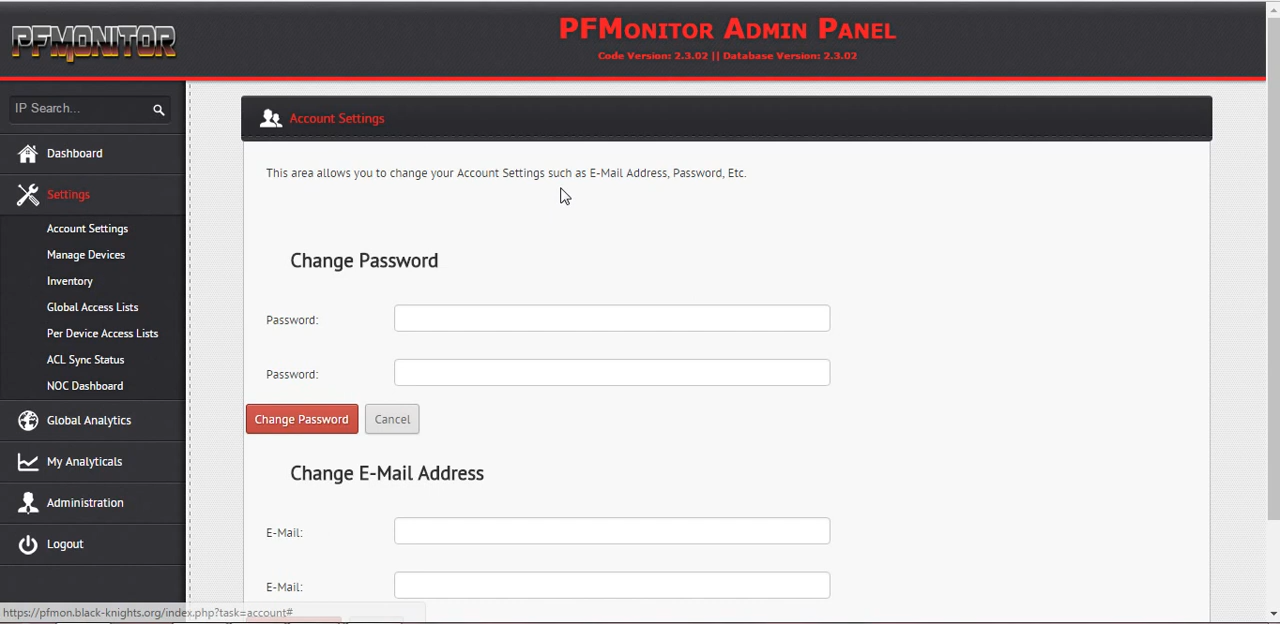 PFMONITOR
PFMonitor Admin Panel
Code Version: 2.3.02 || Database Version: 2.3.02
IP Search...
Dashboard
Settings
Account Settings
Manage Devices
Inventory
Global Access Lists
Per Device Access Lists
ACL Sync Status
NOC Dashboard
Global Analytics
My Analyticals
Administration
Logout
Account Settings
This area allows you to change your Account Settings such as E-Mail Address, Password, Etc.
Change Password
Password:
Password:
Change Password Cancel
Change E-Mail Address
E-Mail:
E-Mail:
https://pfmon.black-knights.org/index.php?task=account#